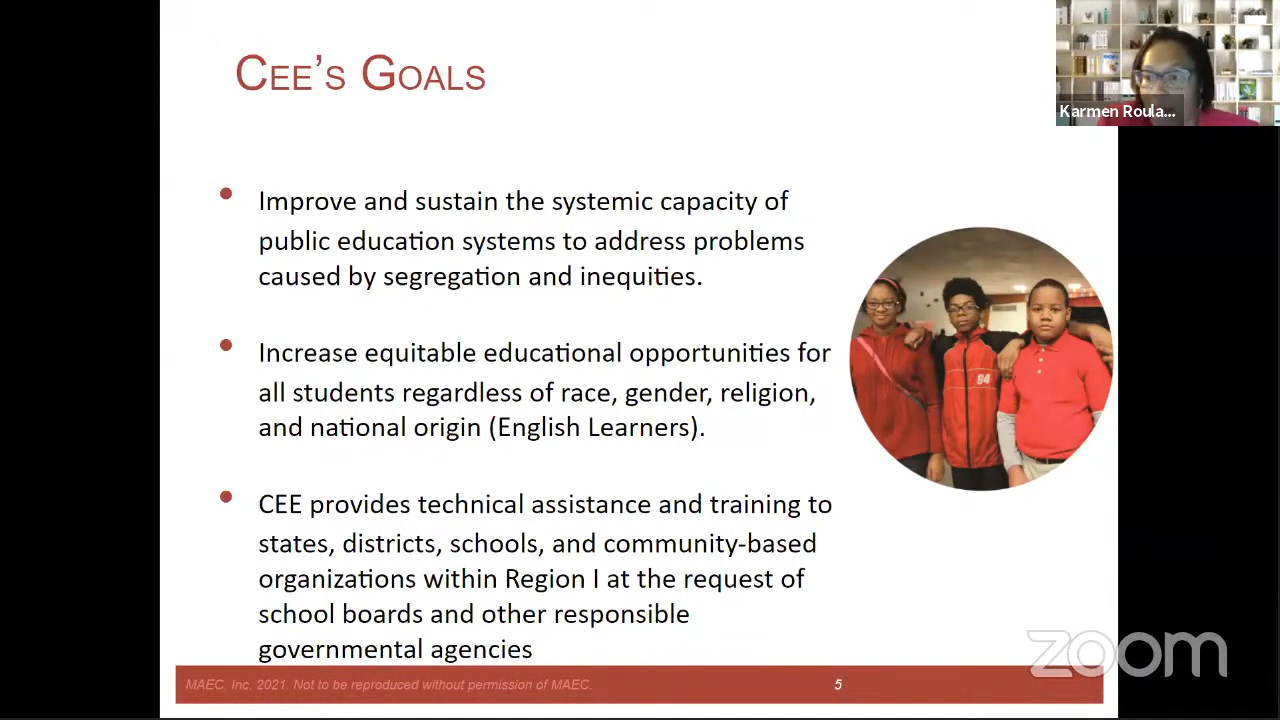 CEE'S GOALS
Karmen Roula...
Improve and sustain the systemic capacity of
public education systems to address problems
caused by segregation and inequities.
Increase equitable educational opportunities for
all students regardless of race, gender, religion,
and national origin (English Learners).
CEE provides technical assistance and training to
states, districts, schools, and community-based
organizations within Region I at the request of
school boards and other responsible
governmental agencies
94
MAEC, Inc, 2021. Not to be reproduced without permission of MAEC.
5
zoom